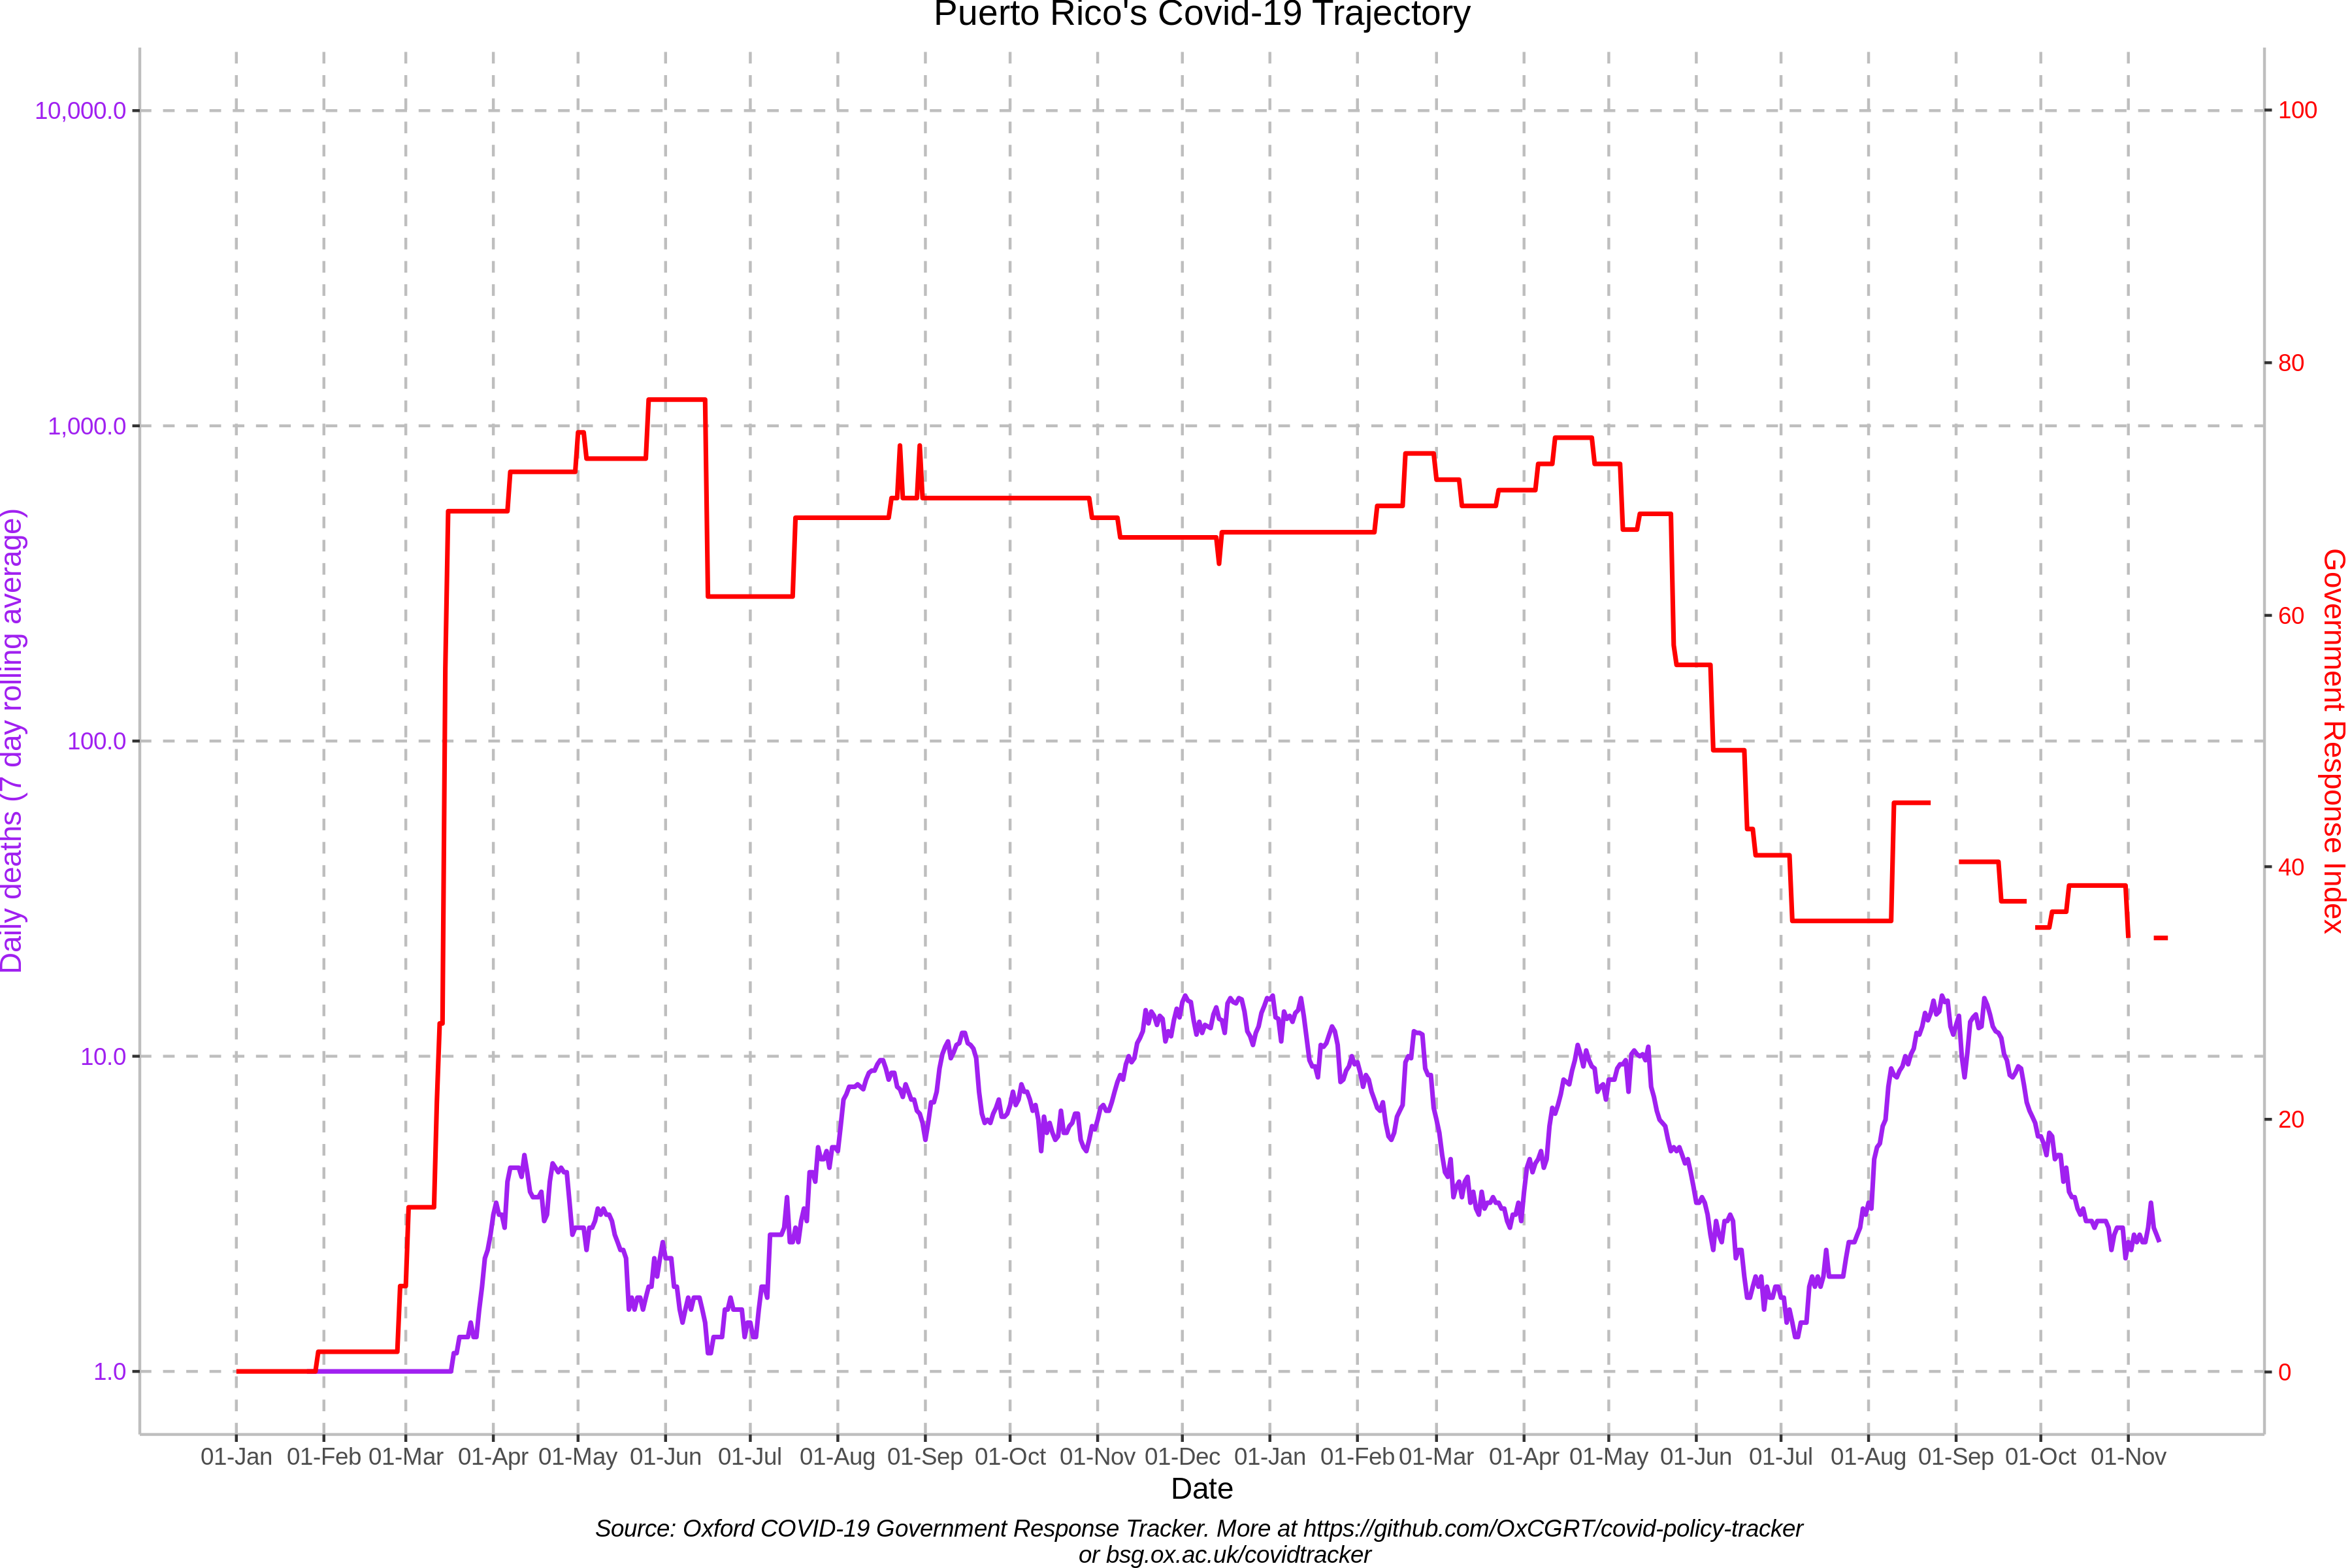 Puerto Rico's Covid-19 Trajectory
10,000.0
1,000.0
100.0
10.0
1.0
Daily deaths (7 day rolling average)
100
80
60
40
20
0
Government Response Index
01-Jan 01-Feb 01-Mar 01-Apr 01-May 01-Jun 01-Jul 01-Aug 01-Sep 01-Oct 01-Nov 01-Dec 01-Jan 01-Feb 01-Mar 01-Apr 01-May 01-Jun 01-Jul 01-Aug 01-Sep 01-Oct 01-Nov
Date
Source: Oxford COVID-19 Government Response Tracker. More at https://github.com/OxCGRT/covid-policy-tracker
or bsg.ox.ac.uk/covidtracker